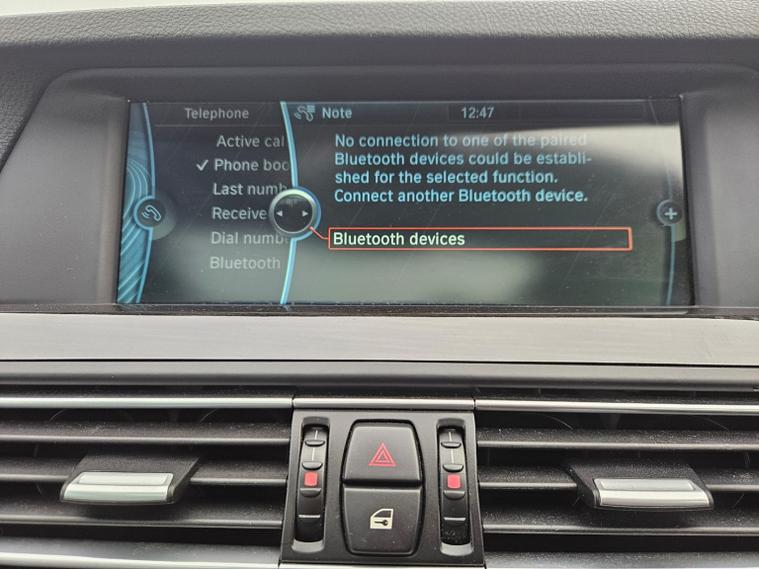 Telephone
Note
12:47
Active cal
Phone boo
Last numb
Receive
Dial numb
Bluetooth
No connection to one of the paired
Bluetooth devices could be establi-
shed for the selected function.
Connect another Bluetooth device.
Bluetooth devices